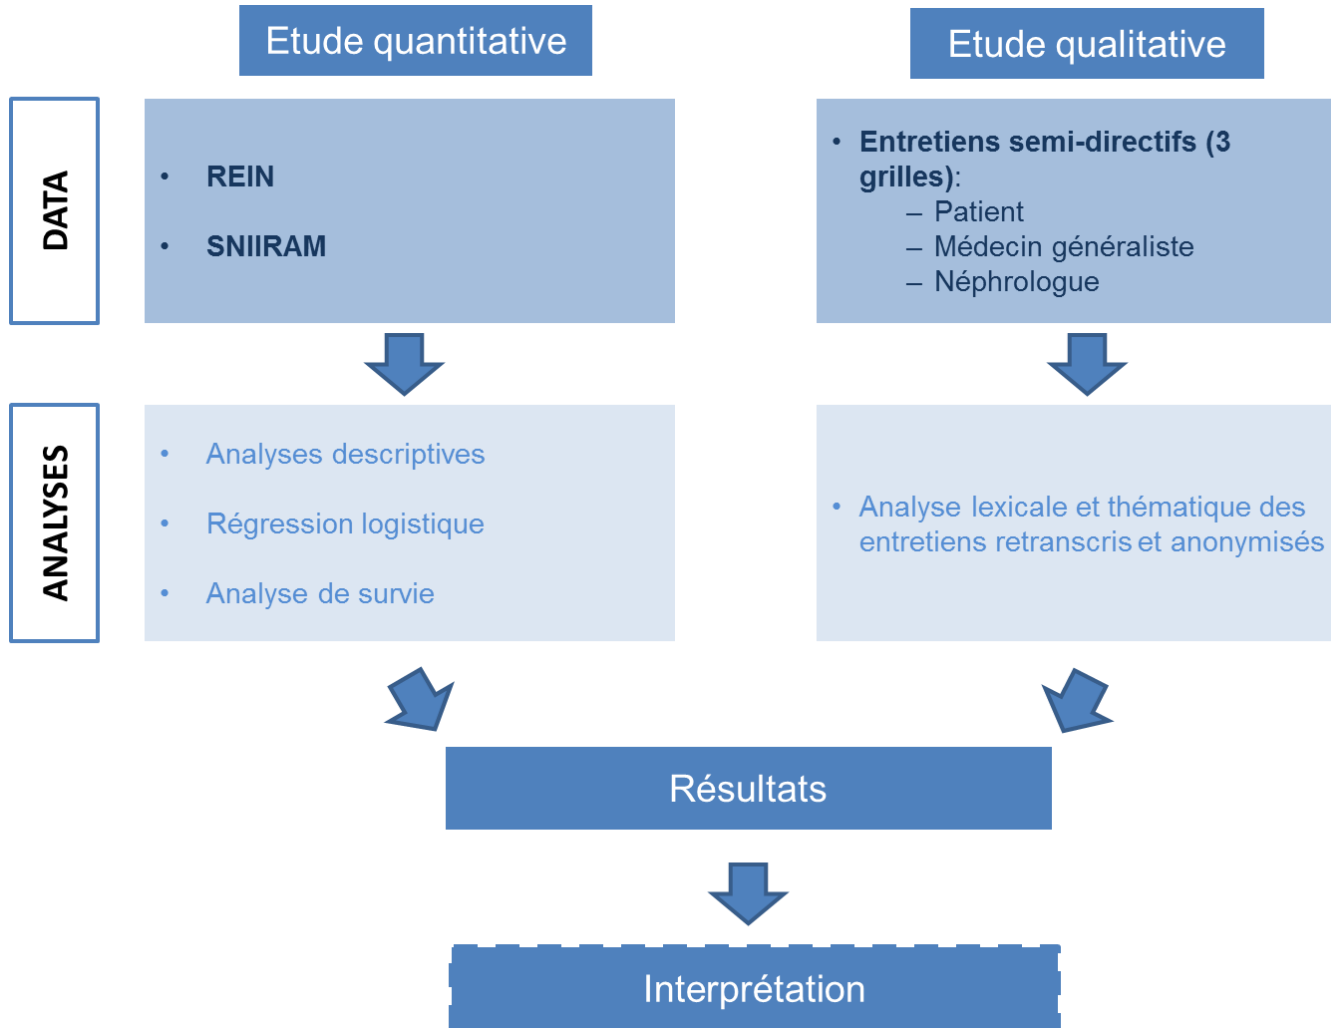 Etude quantitative
Etude qualitative
DATA
• REIN
• SNIIRAM
• Entretiens semi-directifs (3
grilles):
– Patient
– Médecin généraliste
– Néphrologue
ANALYSES
• Analyses descriptives
• Régression logistique
• Analyse de survie
• Analyse lexicale et thématique des
entretiens retranscris et anonymisés
Résultats
Interprétation